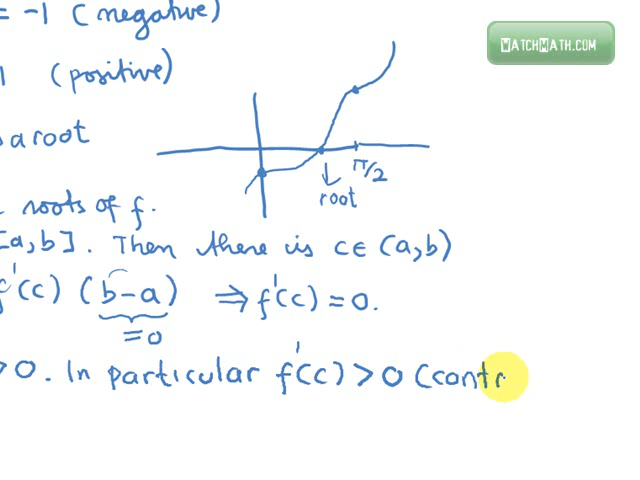 = -1 (negative)
WatchMath.com
1 (positive)
a root
π/2
root
roots of f.
[a,b]. Then there is c∈(a,b)
f'(c) (b-a) ⇒ f'(c) = 0.
=0
>0. In particular f'(c) > 0 (contr